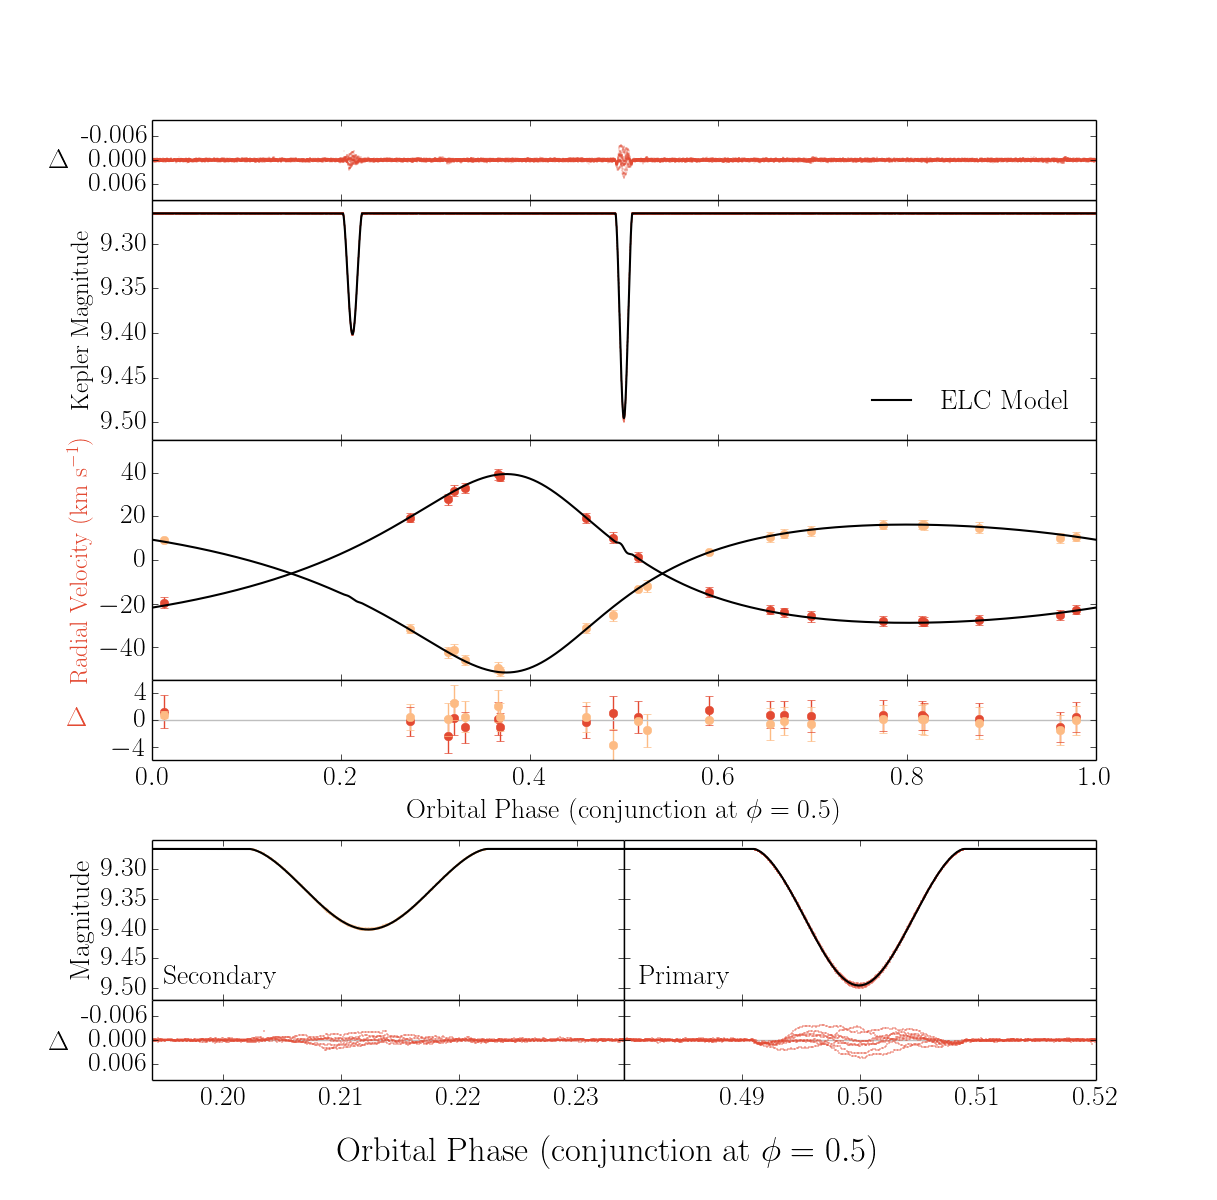 -0.006
Δ 0.000
0.006
Kepler Magnitude
9.30
9.35
9.40
9.45
9.50
ELC Model
Radial Velocity (km s⁻¹)
40
20
0
−20
−40
Δ
4
0
−4
0.0 0.2 0.4 0.6 0.8 1.0
Orbital Phase (conjunction at ϕ = 0.5)
Magnitude
9.30
9.35
9.40
9.45
9.50
Secondary
Primary
-0.006
Δ 0.000
0.006
0.20 0.21 0.22 0.23 0.49 0.50 0.51 0.52
Orbital Phase (conjunction at ϕ = 0.5)